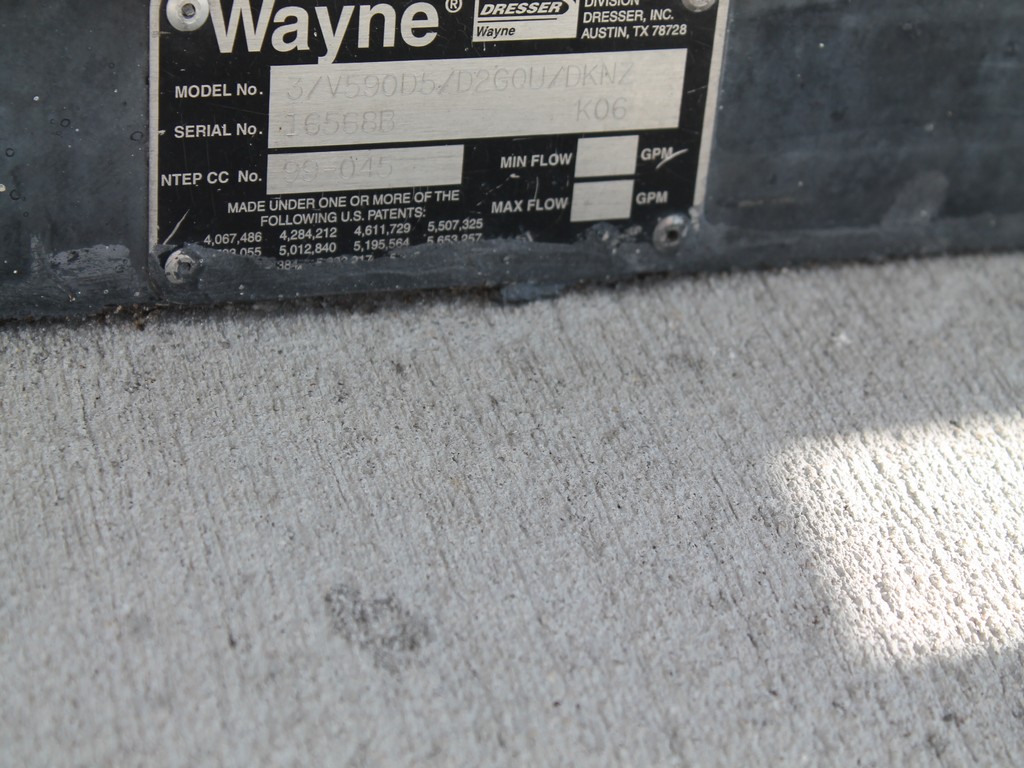 Wayne®
DRESSER
Wayne
DIVISION
DRESSER, INC.
AUSTIN, TX 78728
MODEL No. 3/V590D5/D2G0U/DKNZ
SERIAL No. 16568B K06
NTEP CC No. 99-045
MIN FLOW GPM
MAX FLOW GPM
MADE UNDER ONE OR MORE OF THE
FOLLOWING U.S. PATENTS:
4,067,486 4,284,212 4,611,729 5,507,325
5,012,840 5,195,564 5,653,257